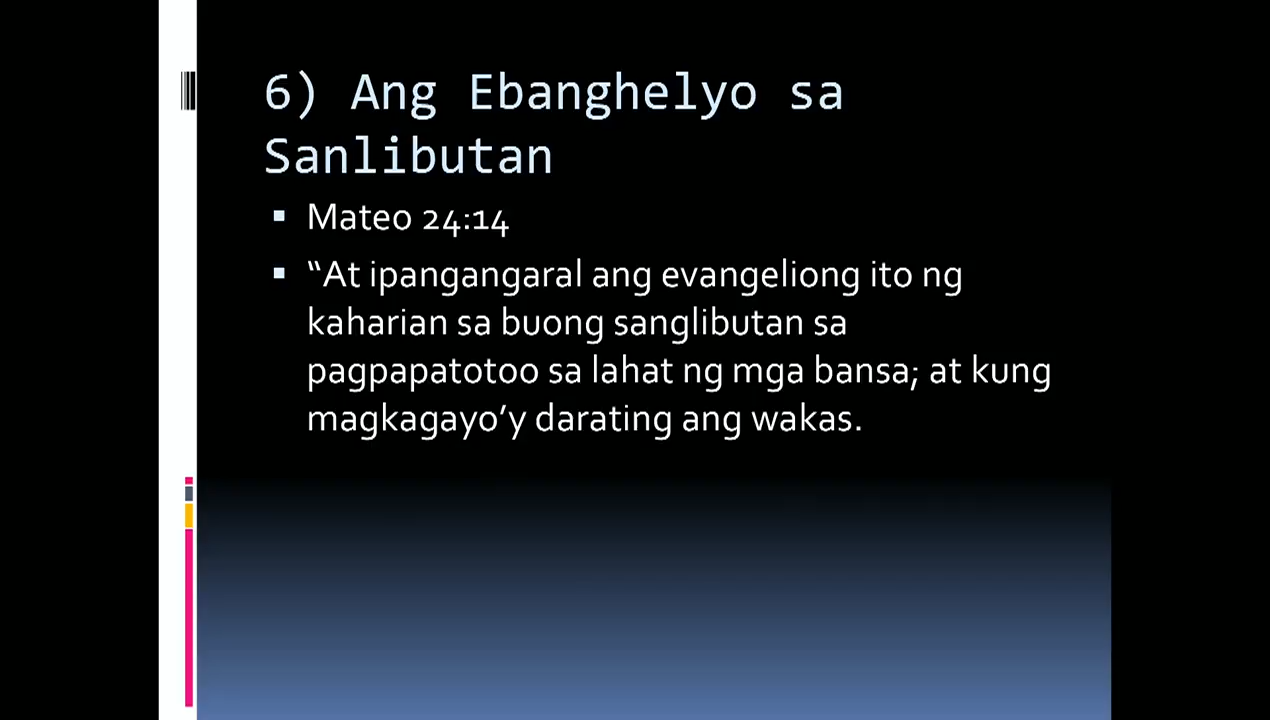 6) Ang Ebanghelyo sa
Sanlibutan
▪ Mateo 24:14
▪ “At ipangangaral ang evangeliong ito ng
kaharian sa buong sanglibutan sa
pagpapatotoo sa lahat ng mga bansa; at kung
magkagayo’y darating ang wakas.